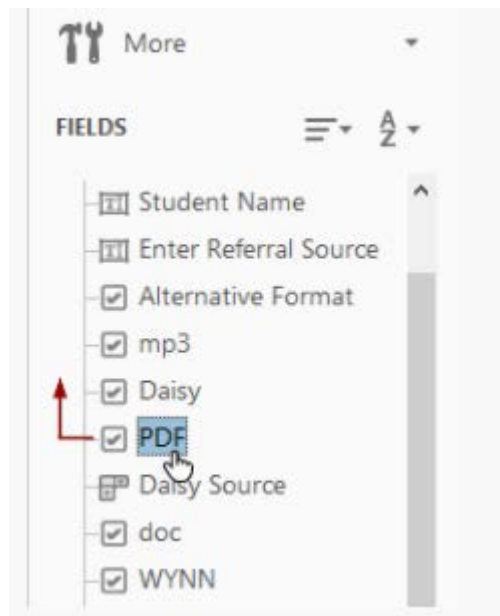 More
FIELDS
Student Name
Enter Referral Source
Alternative Format
mp3
Daisy
PDF
Daisy Source
doc
WYNN